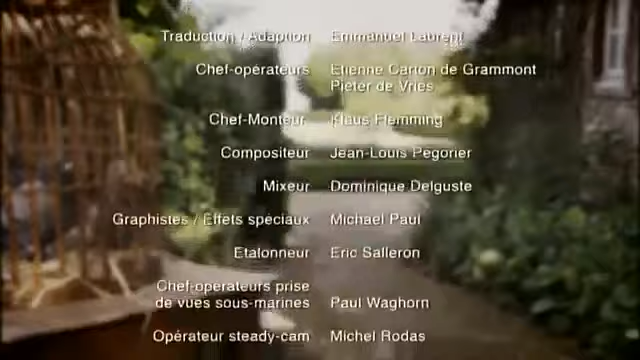 Traduction / Adaption Emmanuel Laurent
Chef-opérateurs Etienne Carton de Grammont
Pieter de Vries
Chef-Monteur Klaus Flemming
Compositeur Jean-Louis Pegorier
Mixeur Dominique Delguste
Graphistes / Effets spéciaux Michael Paul
Etalonneur Eric Salleron
Chef-operateurs prise
de vues sous-marines Paul Waghorn
Opérateur steady-cam Michel Rodas